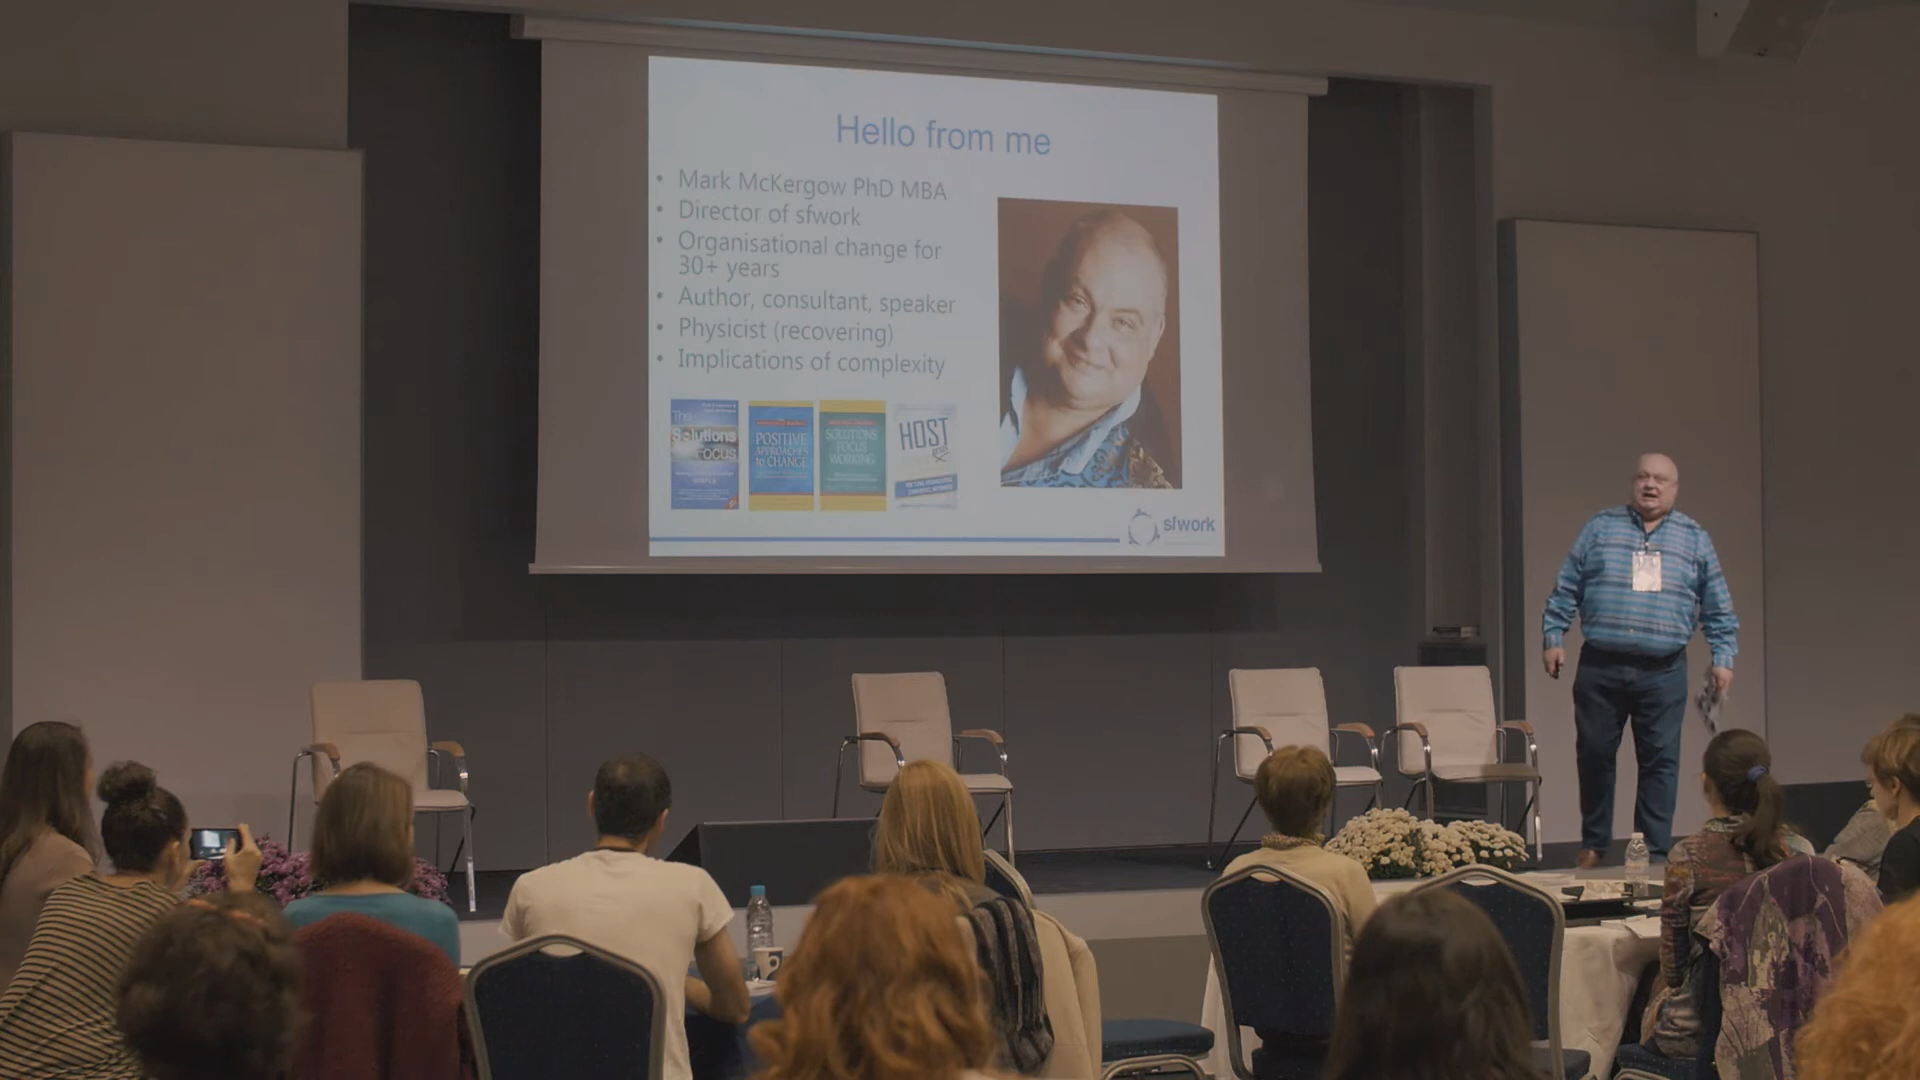 Hello from me
• Mark McKergow PhD MBA
• Director of sfwork
• Organisational change for
30+ years
• Author, consultant, speaker
• Physicist (recovering)
• Implications of complexity
The
Solutions
Focus
SIMPLE
POSITIVE
APPROACHES
to CHANGE
SOLUTIONS
FOCUS
WORKING
HOST
sfwork